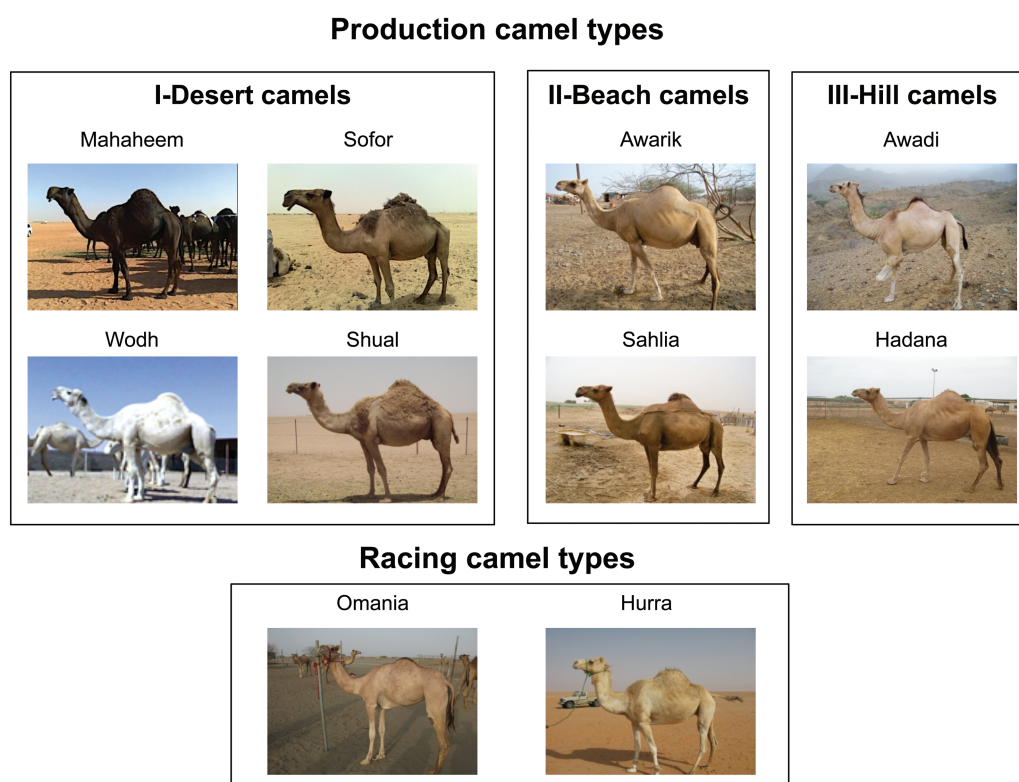 Production camel types
I-Desert camels
Mahaheem
Sofor
Wodh
Shual
II-Beach camels
Awarik
Sahlia
III-Hill camels
Awadi
Hadana
Racing camel types
Omania
Hurra